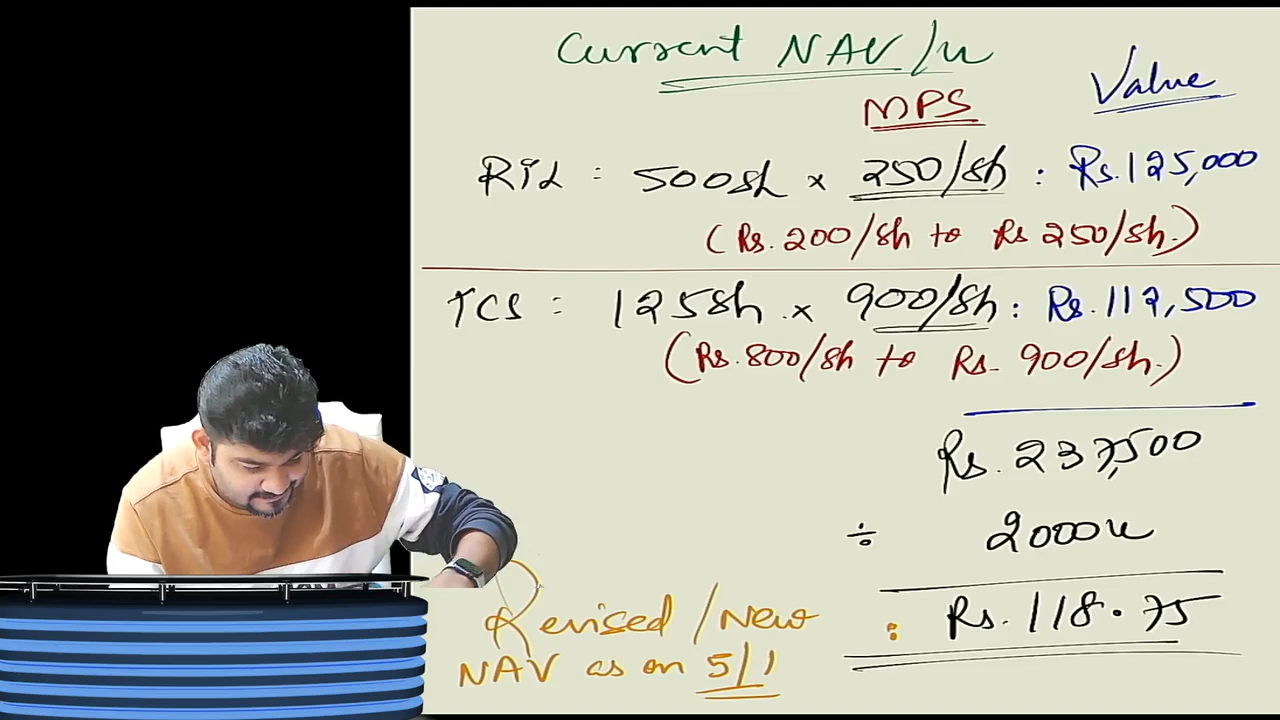 Current NAV/u
MPS Value
RIL : 500sh × 250/sh : Rs.125,000
(Rs.200/sh to Rs 250/sh.)
TCS = 125sh × 900/sh : Rs.112,500
(Rs.800/sh to Rs. 900/sh.)
Rs. 237,500
÷ 2000u
Revised/New : Rs.118.75
NAV as on 5/1